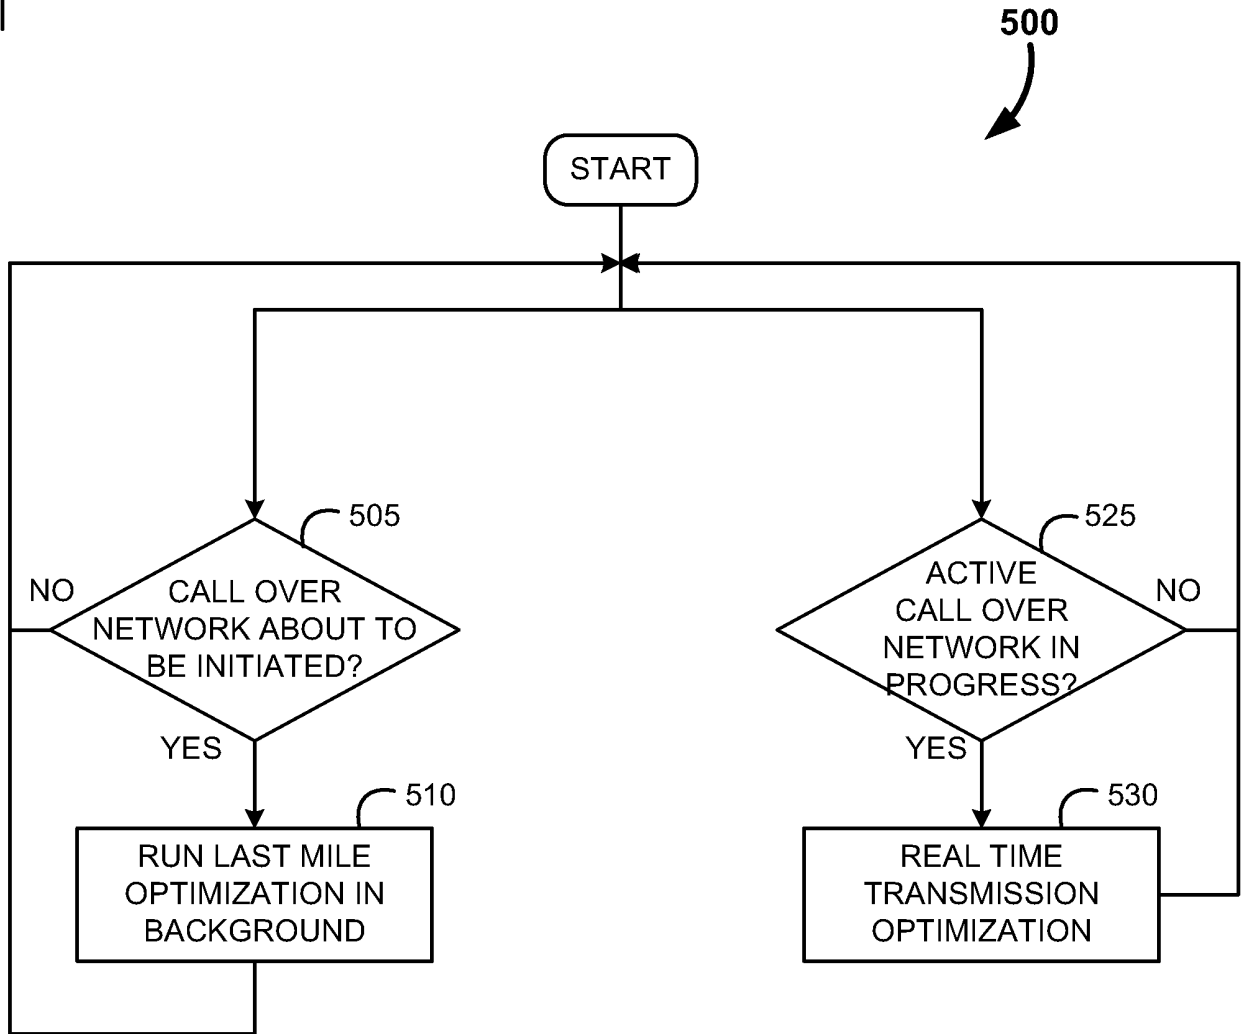 500
START
505
CALL OVER
NETWORK ABOUT TO
BE INITIATED?
NO
YES
510
RUN LAST MILE
OPTIMIZATION IN
BACKGROUND
525
ACTIVE
CALL OVER
NETWORK IN
PROGRESS?
NO
YES
530
REAL TIME
TRANSMISSION
OPTIMIZATION